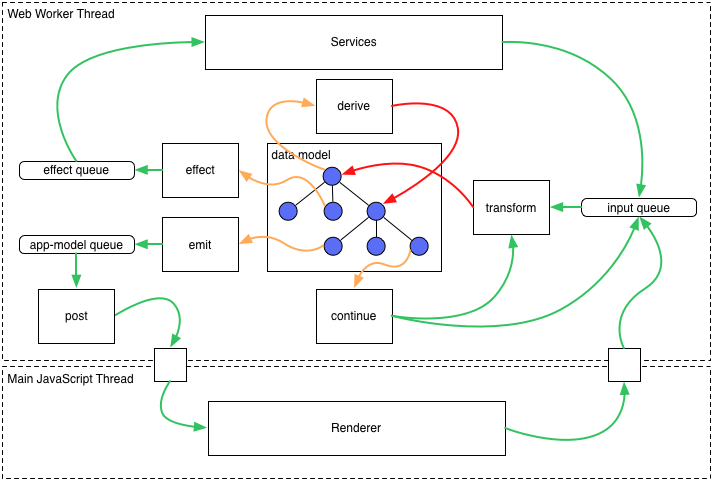 Web Worker Thread
Services
derive
data model
effect queue
effect
transform
input queue
app-model queue
emit
post
continue
Main JavaScript Thread
Renderer